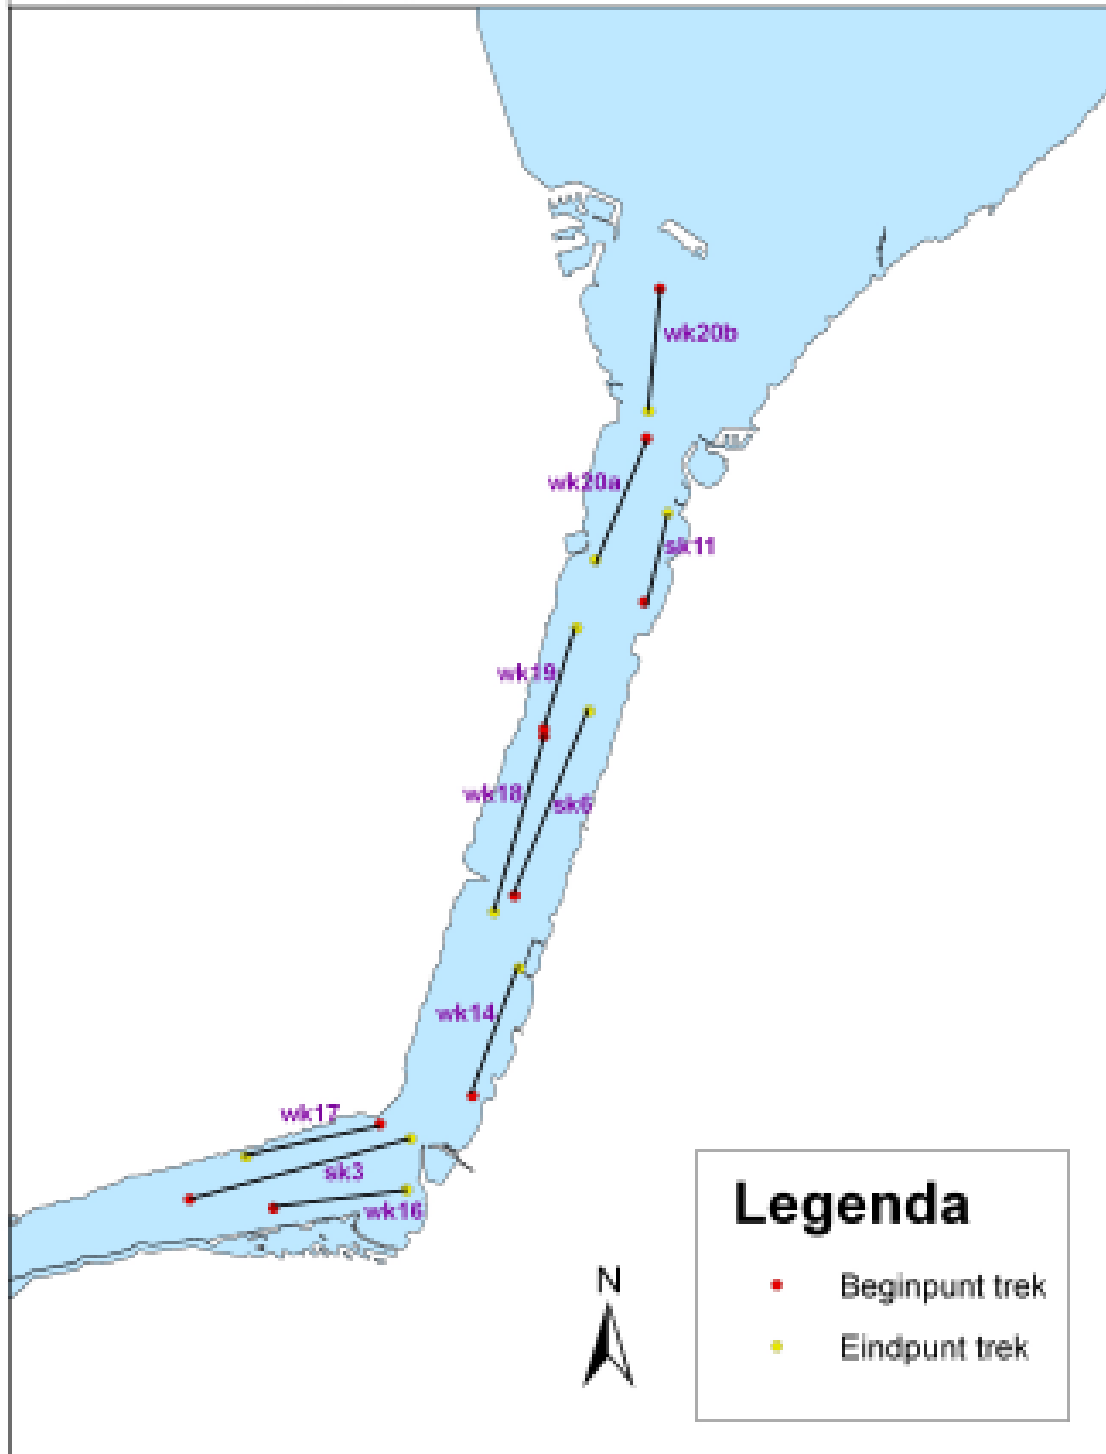 wk20b
wk20a
sk11
wk19
wk18
sk6
wk14
wk17
sk3
wk16
N
Legenda
Beginpunt trek
Eindpunt trek